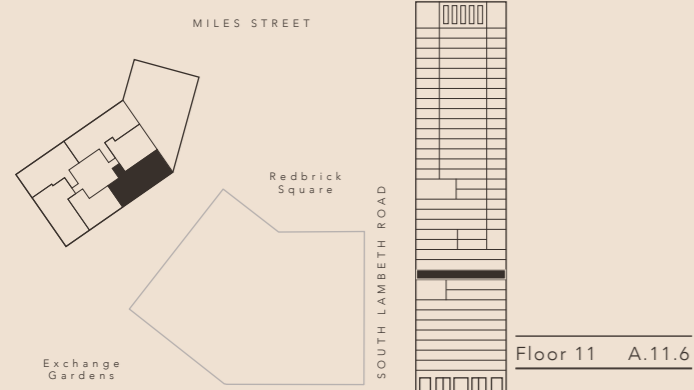 MILES STREET
Redbrick
Square
SOUTH LAMBETH ROAD
Floor 11 A.11.6
Exchange
Gardens